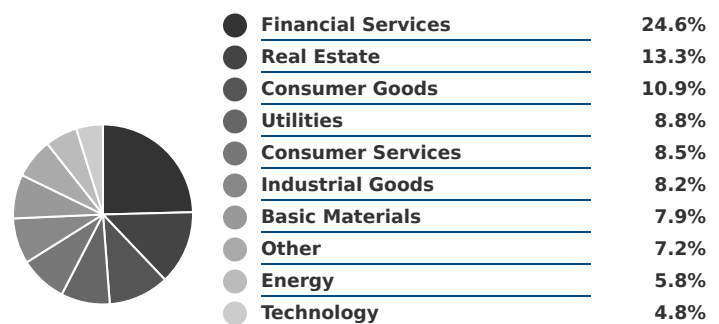 Financial Services 24.6%
Real Estate 13.3%
Consumer Goods 10.9%
Utilities 8.8%
Consumer Services 8.5%
Industrial Goods 8.2%
Basic Materials 7.9%
Other 7.2%
Energy 5.8%
Technology 4.8%